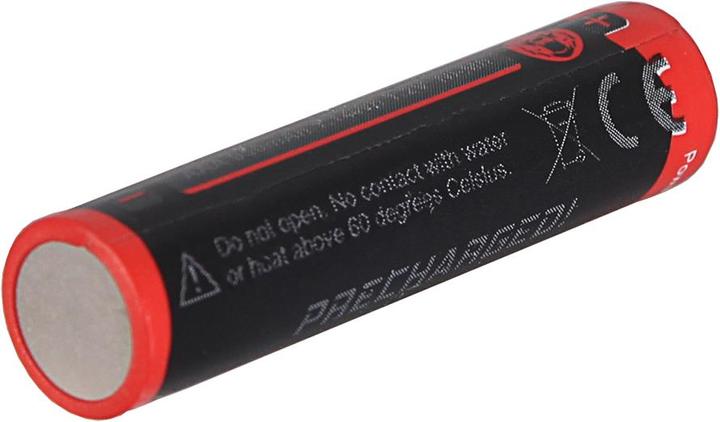 +
CE
Do not open. No contact with water
or heat above 60 degrees Celsius.
PRECHARGED!